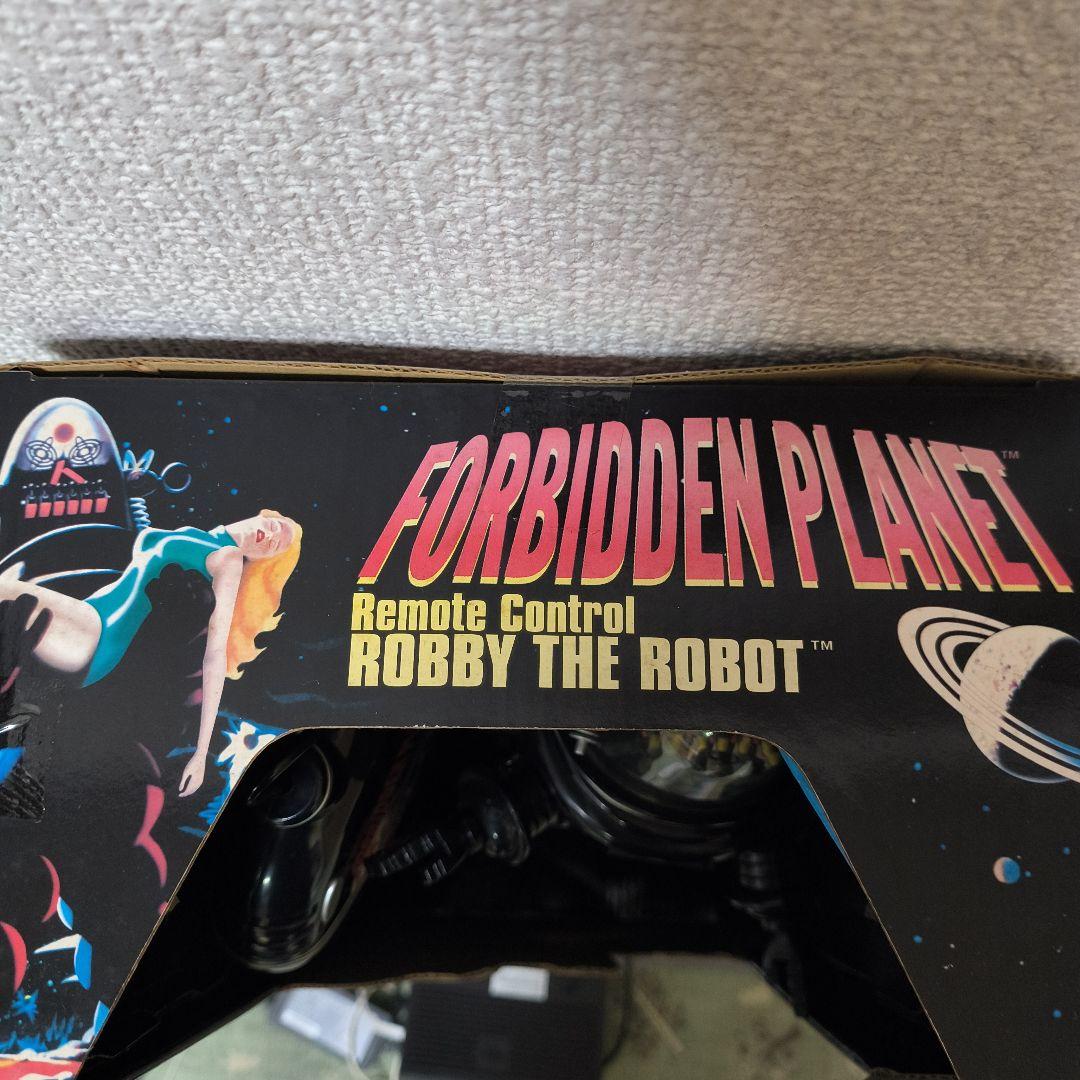 FORBIDDEN PLANET™
Remote Control
ROBBY THE ROBOT™